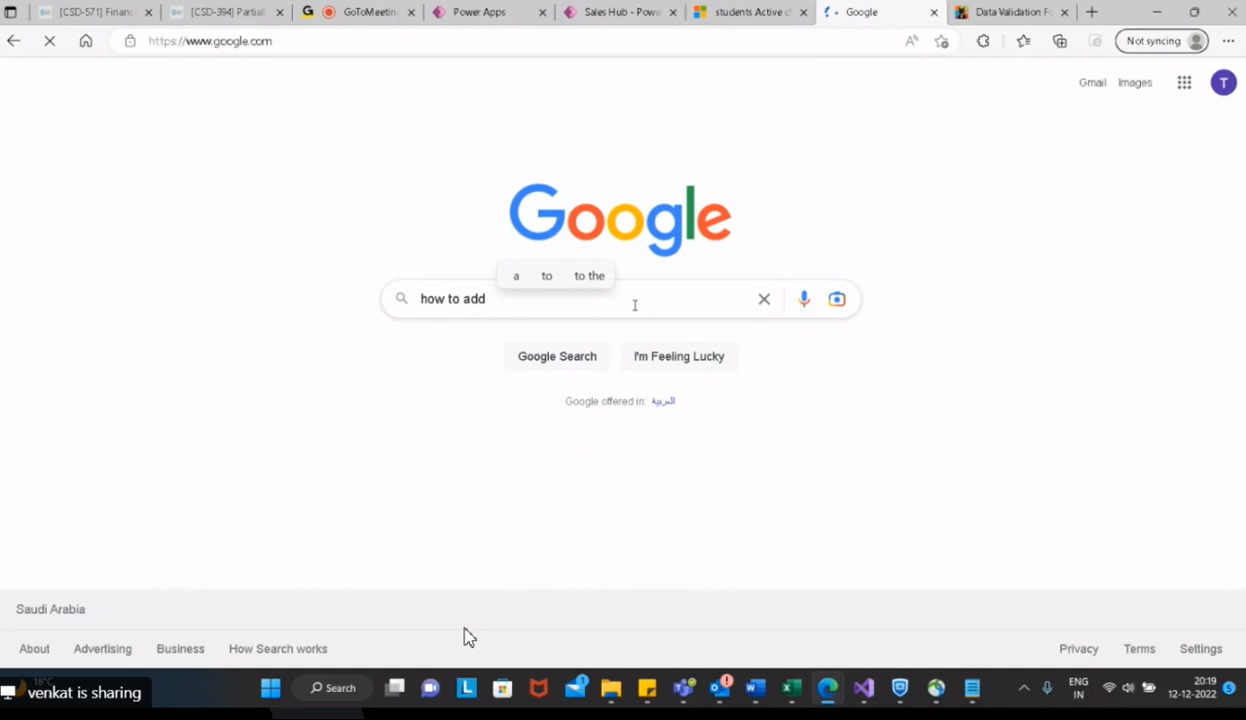 [CSD-571] Financ
[CSD-394] Partial
GoToMeeting
Power Apps
Sales Hub - Powe
students Active c
Google
Data Validation Fo
https://www.google.com
Not syncing
Gmail
Images
T
Google
a
to
to the
how to add
Google Search
I'm Feeling Lucky
Google offered in: العربية
Saudi Arabia
About
Advertising
Business
How Search works
Privacy
Terms
Settings
18°C
venkat is sharing
Search
ENG
IN
20:19
12-12-2022
5